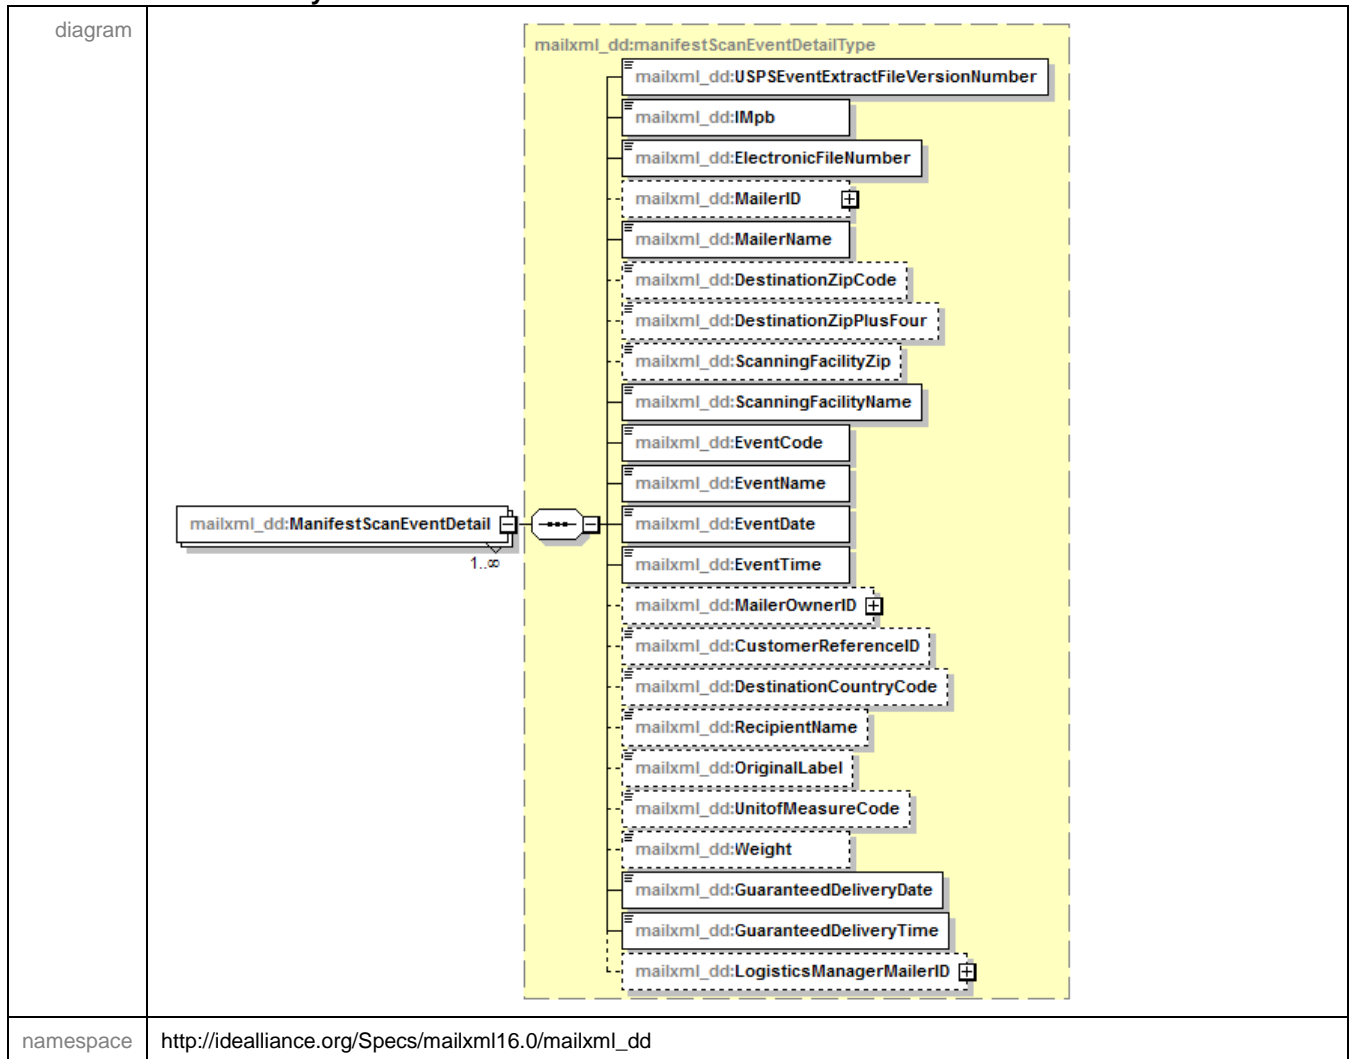 diagram
mailxml_dd:manifestScanEventDetailType
mailxml_dd:USPSEventExtractFileVersionNumber
mailxml_dd:IMpb
mailxml_dd:ElectronicFileNumber
mailxml_dd:MailerID
mailxml_dd:MailerName
mailxml_dd:DestinationZipCode
mailxml_dd:DestinationZipPlusFour
mailxml_dd:ScanningFacilityZip
mailxml_dd:ScanningFacilityName
mailxml_dd:EventCode
mailxml_dd:EventName
mailxml_dd:ManifestScanEventDetail
1..∞
mailxml_dd:EventDate
mailxml_dd:EventTime
mailxml_dd:MailerOwnerID
mailxml_dd:CustomerReferenceID
mailxml_dd:DestinationCountryCode
mailxml_dd:RecipientName
mailxml_dd:OriginalLabel
mailxml_dd:UnitofMeasureCode
mailxml_dd:Weight
mailxml_dd:GuaranteedDeliveryDate
mailxml_dd:GuaranteedDeliveryTime
mailxml_dd:LogisticsManagerMailerID
namespace
http://idealliance.org/Specs/mailxml16.0/mailxml_dd